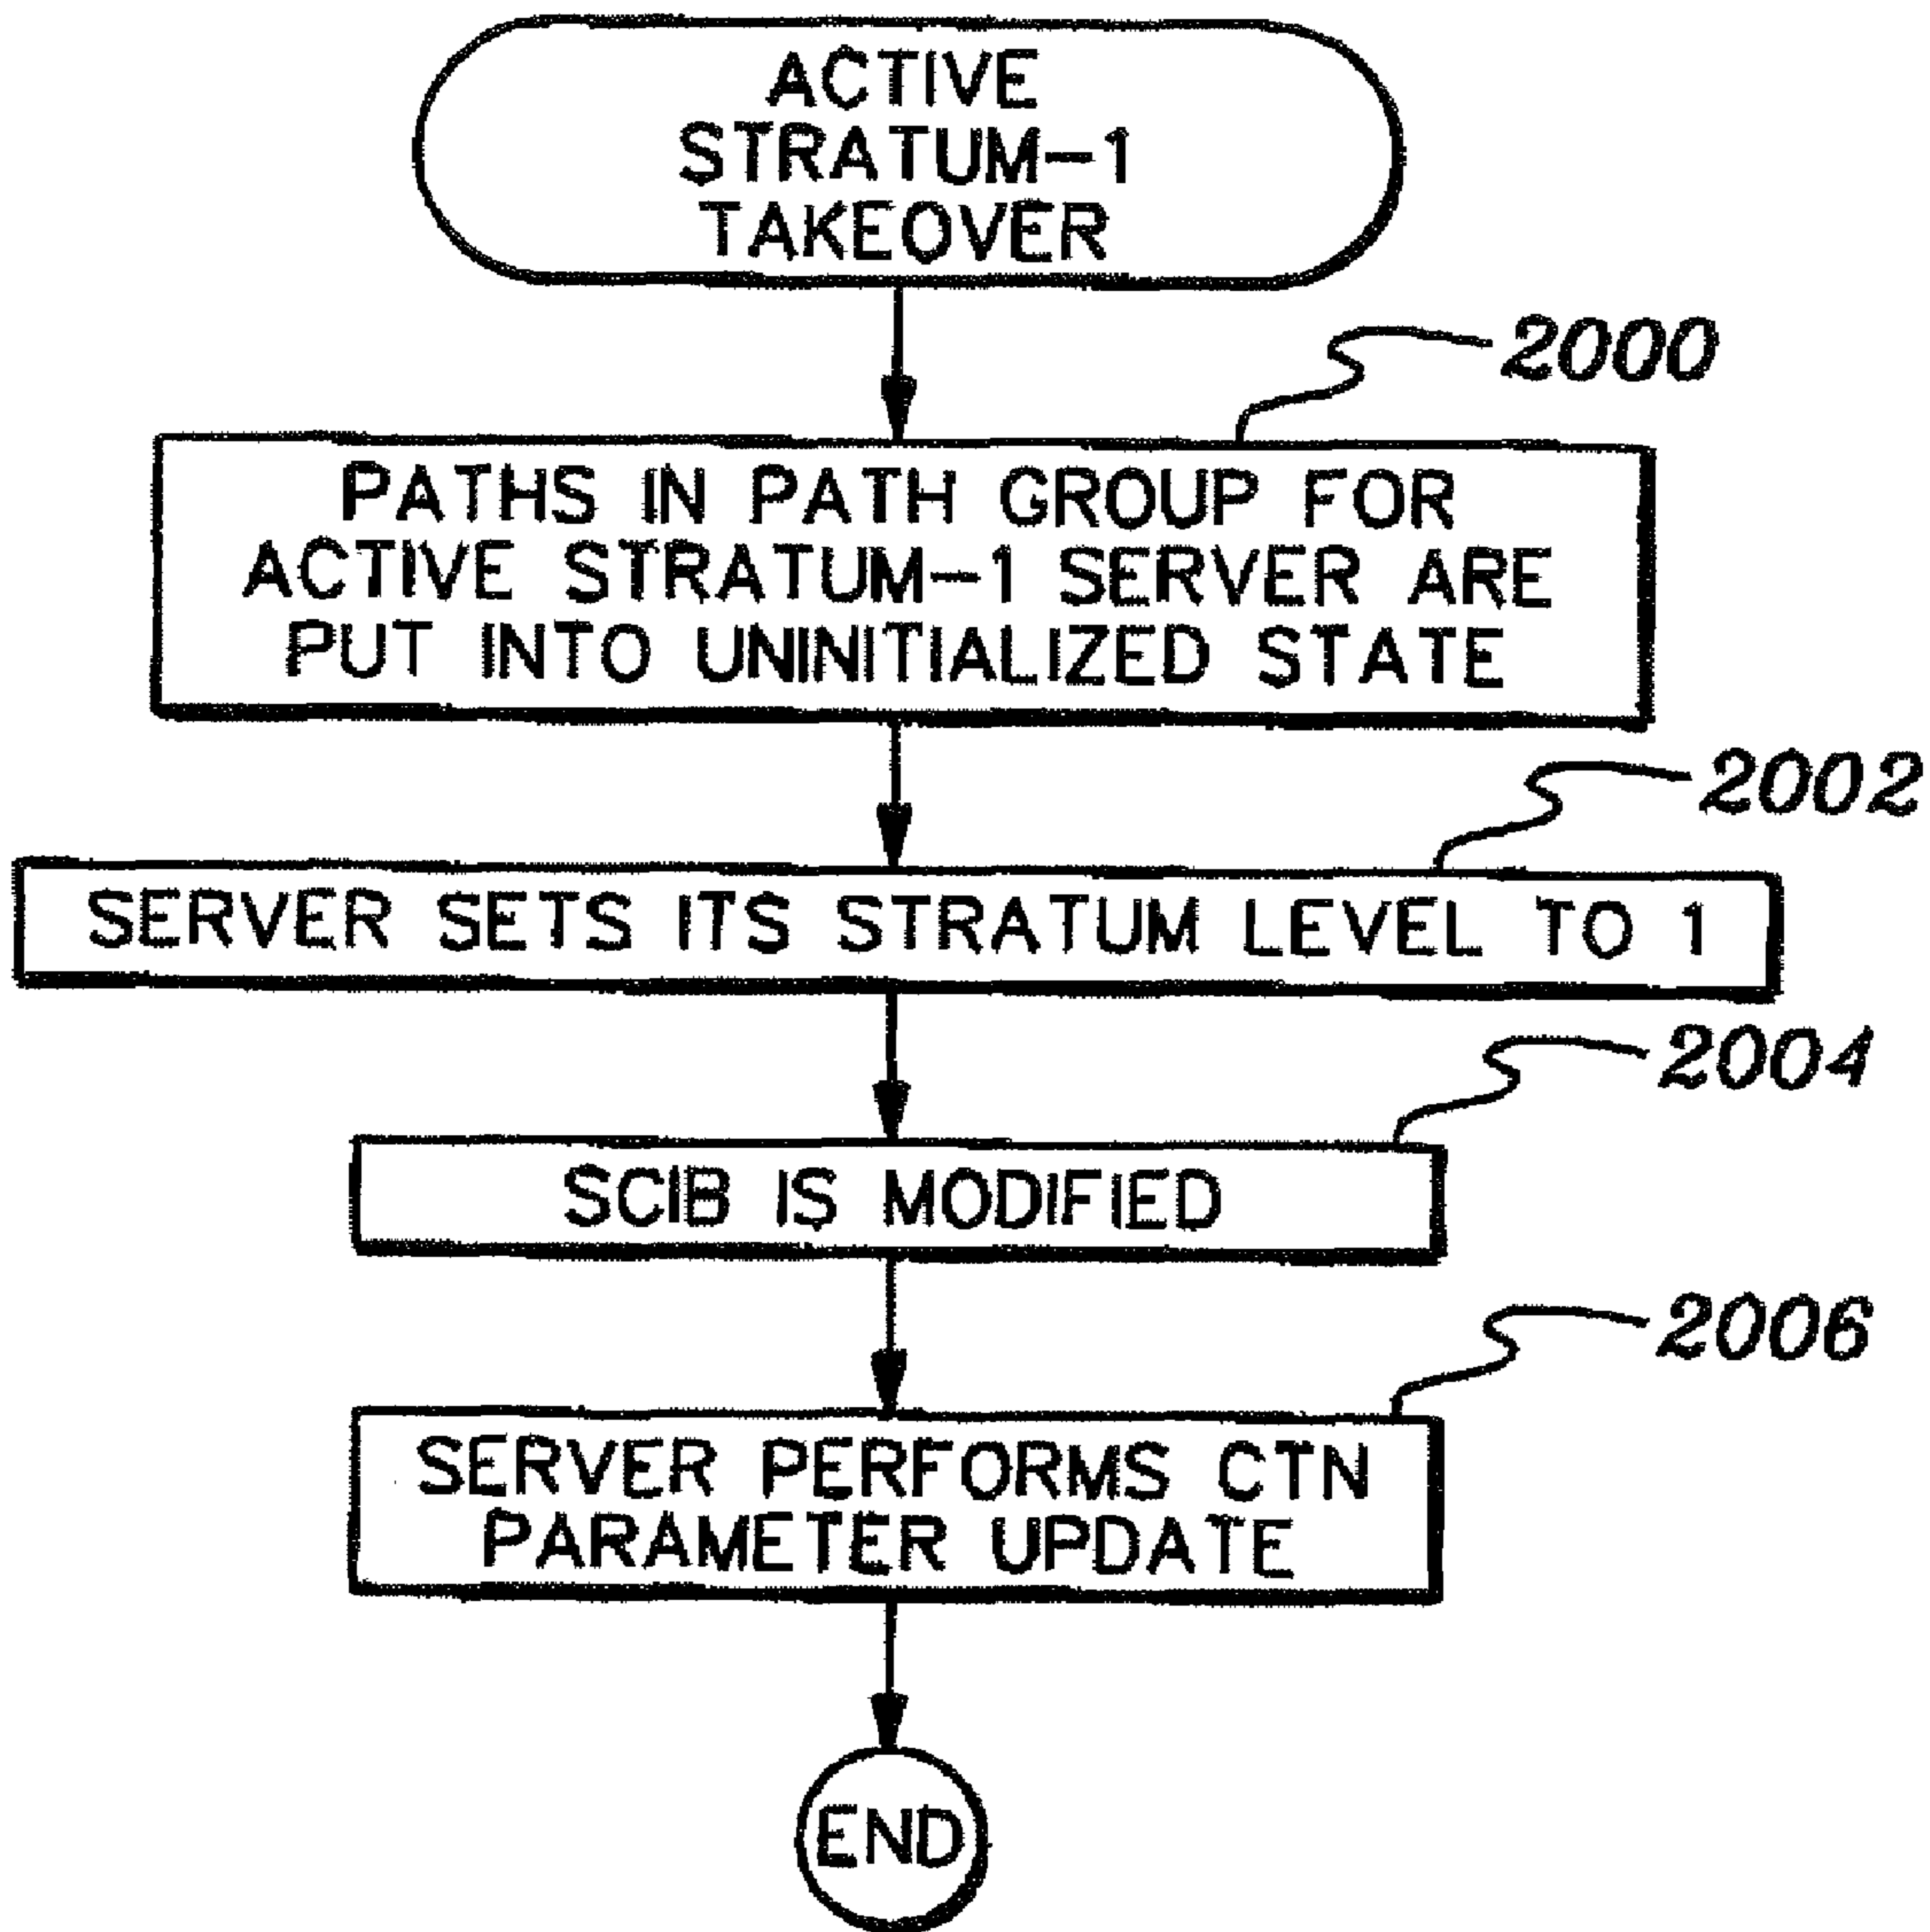 ACTIVE
STRATUM-1
TAKEOVER
2000
PATHS IN PATH GROUP FOR
ACTIVE STRATUM-1 SERVER ARE
PUT INTO UNINITIALIZED STATE
2002
SERVER SETS ITS STRATUM LEVEL TO 1
2004
SCIB IS MODIFIED
2006
SERVER PERFORMS CTN
PARAMETER UPDATE
END